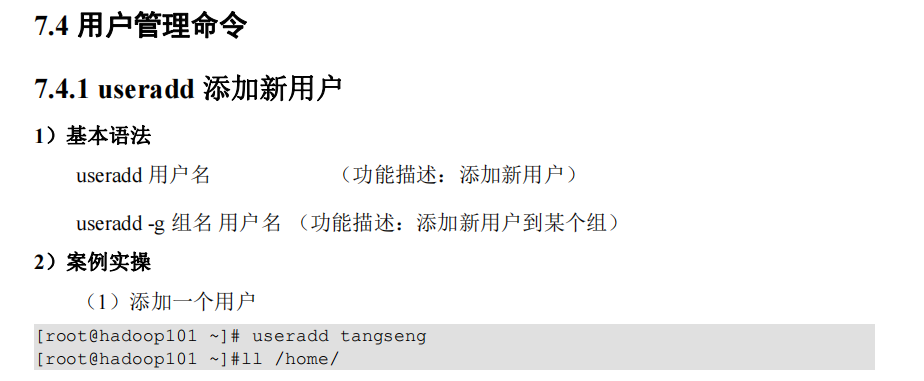 7.4 用户管理命令
7.4.1 useradd 添加新用户
1）基本语法
useradd 用户名 （功能描述：添加新用户）
useradd -g 组名 用户名 （功能描述：添加新用户到某个组）
2）案例实操
（1）添加一个用户
[root@hadoop101 ~]# useradd tangseng
[root@hadoop101 ~]#ll /home/